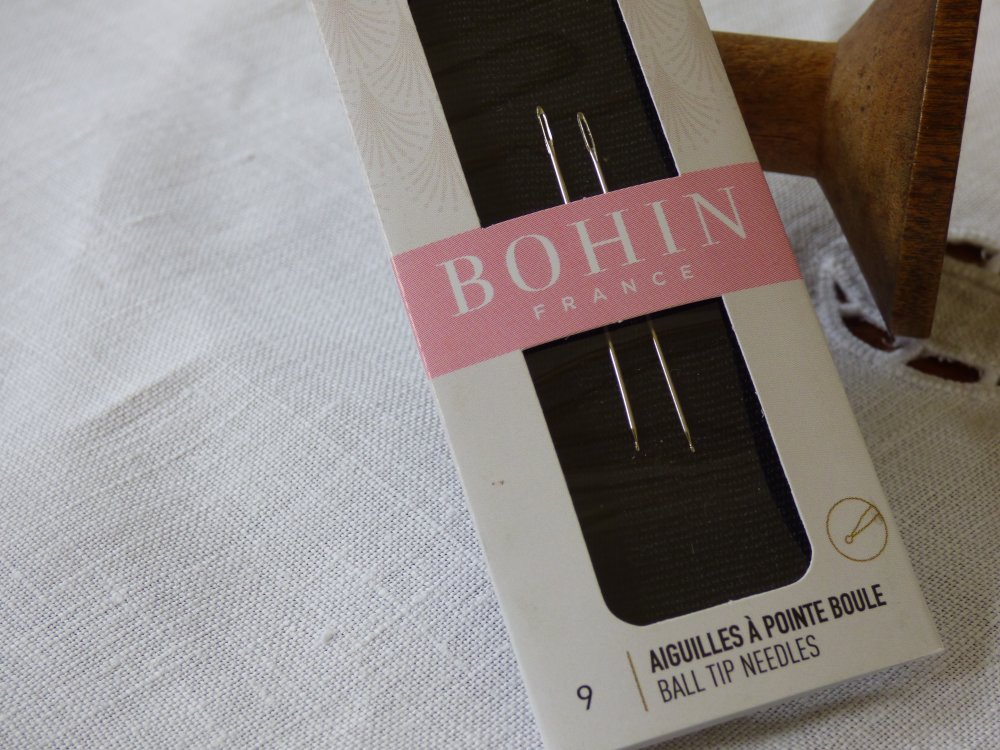 BOHIN
FRANCE
9
AIGUILLES À POINTE BOULE
BALL TIP NEEDLES